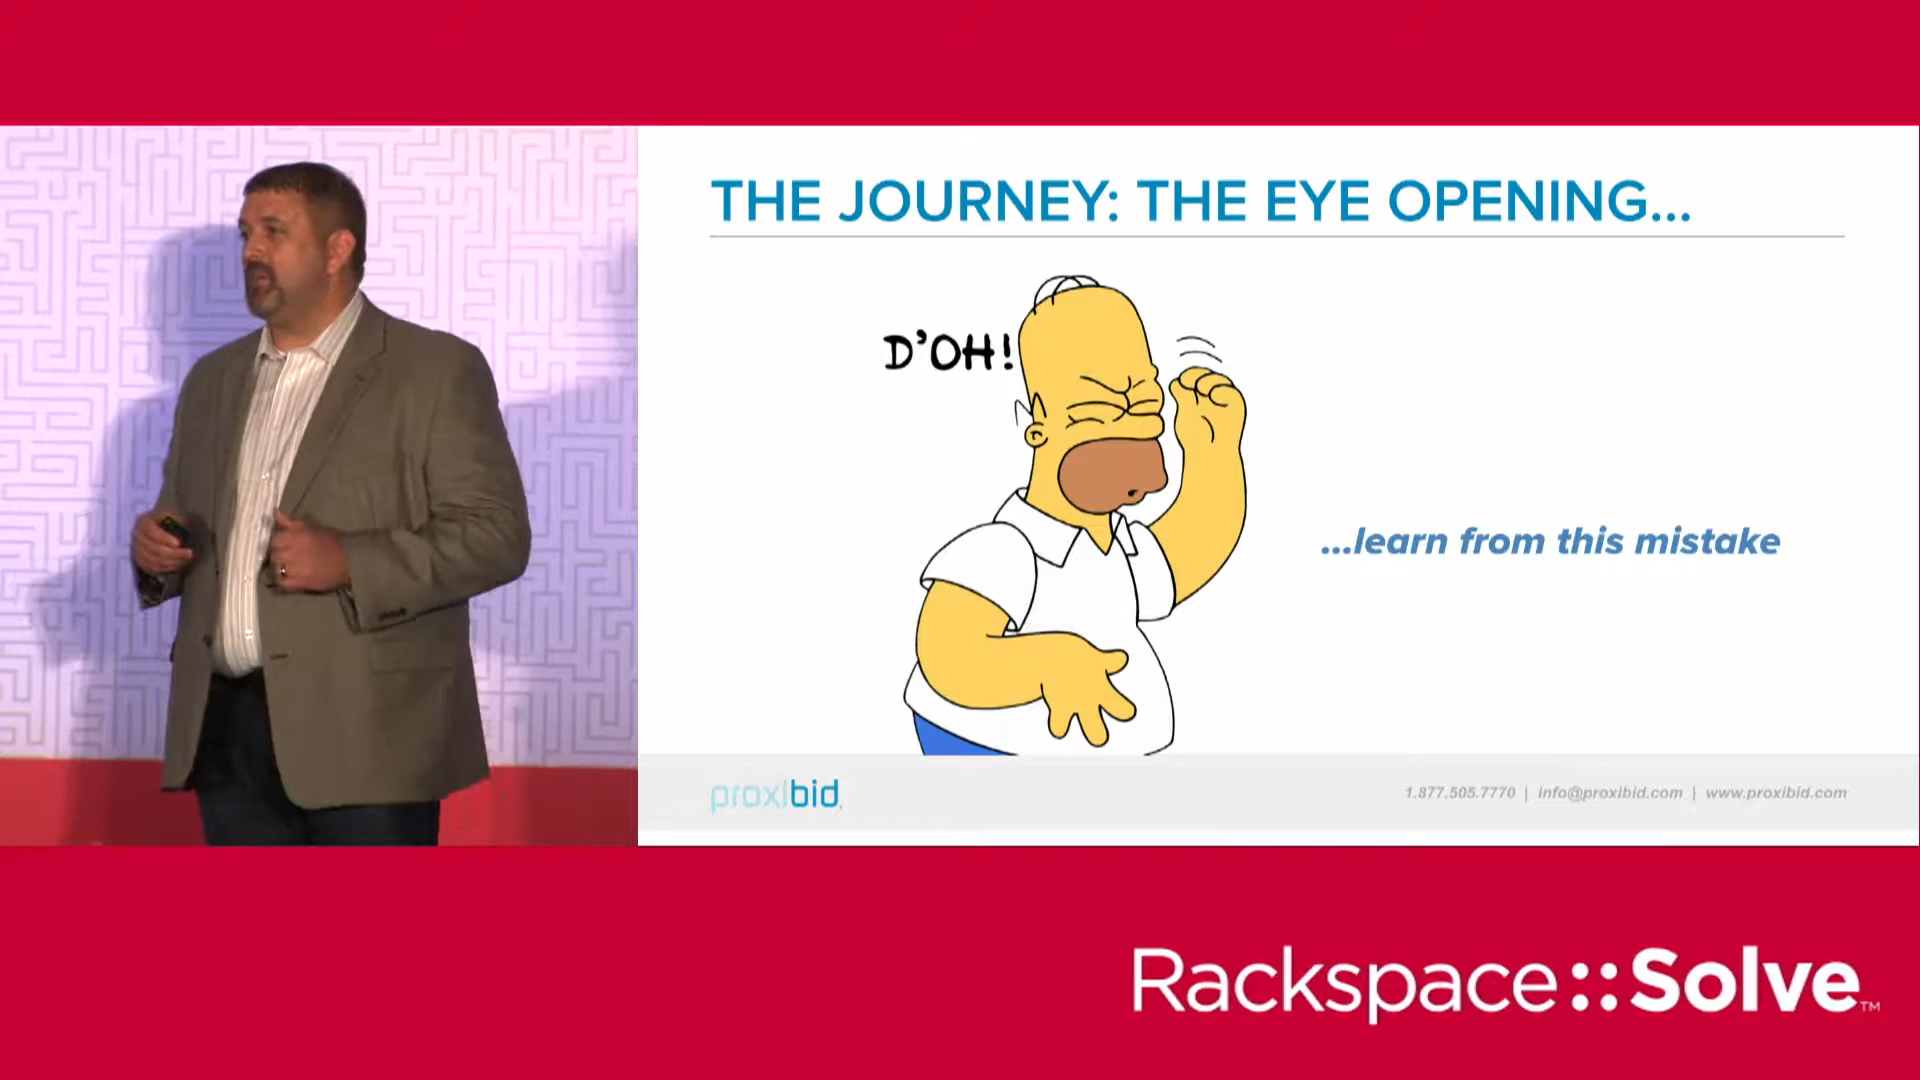 THE JOURNEY: THE EYE OPENING...
D'OH!
...learn from this mistake
proxibid
1.877.505.7770 | info@proxibid.com | www.proxibid.com
Rackspace::Solve™